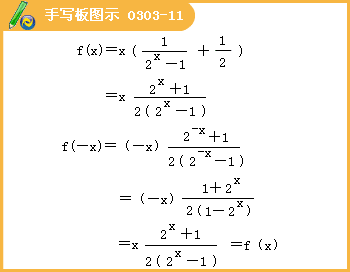 手写板图示 0303-11
f(x)=x(1/(2^x-1)+1/2)
=x (2^x+1)/(2(2^x-1))
f(-x)=(-x) (2^-x+1)/(2(2^-x-1))
=(-x) (1+2^x)/(2(1-2^x))
=x (2^x+1)/(2(2^x-1)) =f(x)